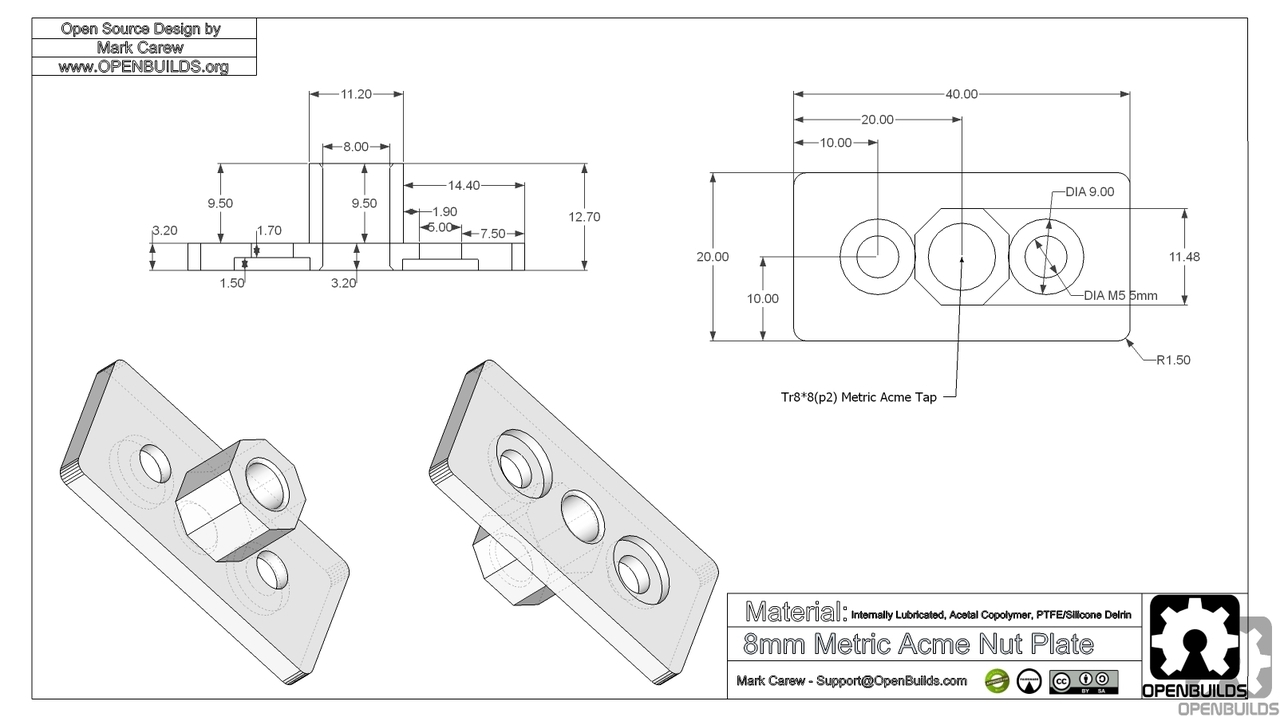 Open Source Design by
Mark Carew
www.OPENBUILDS.org
11.20
8.00
14.40
9.50
9.50
1.90
5.00
7.50
12.70
3.20
1.70
1.50
3.20
40.00
20.00
10.00
DIA 9.00
20.00
10.00
11.48
DIA M5 5mm
R1.50
Tr8*8(p2) Metric Acme Tap
Material: Internally Lubricated, Acetal Copolymer, PTFE/Silicone Delrin
8mm Metric Acme Nut Plate
Mark Carew - Support@OpenBuilds.com
CC
BY SA
OPENBUILDS
OPENBUILDS